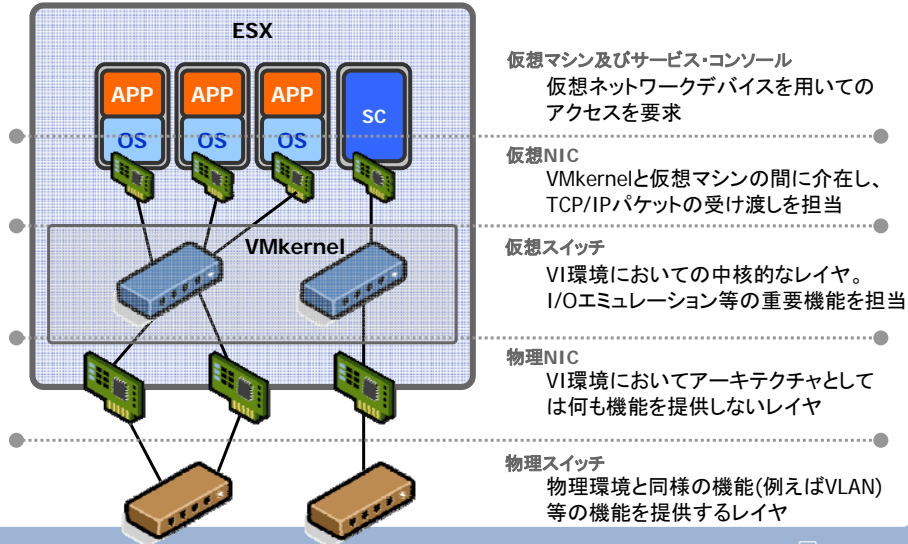 ESX
APP
APP
APP
SC
OS
OS
OS
VMkernel
仮想マシン及びサービス・コンソール
仮想ネットワークデバイスを用いての
アクセスを要求
仮想NIC
VMkernelと仮想マシンの間に介在し、
TCP/IPパケットの受け渡しを担当
仮想スイッチ
VI環境においての中核的なレイヤ。
I/Oエミュレーション等の重要機能を担当
物理NIC
VI環境においてアーキテクチャとして
は何も機能を提供しないレイヤ
物理スイッチ
物理環境と同様の機能(例えばVLAN)
等の機能を提供するレイヤ